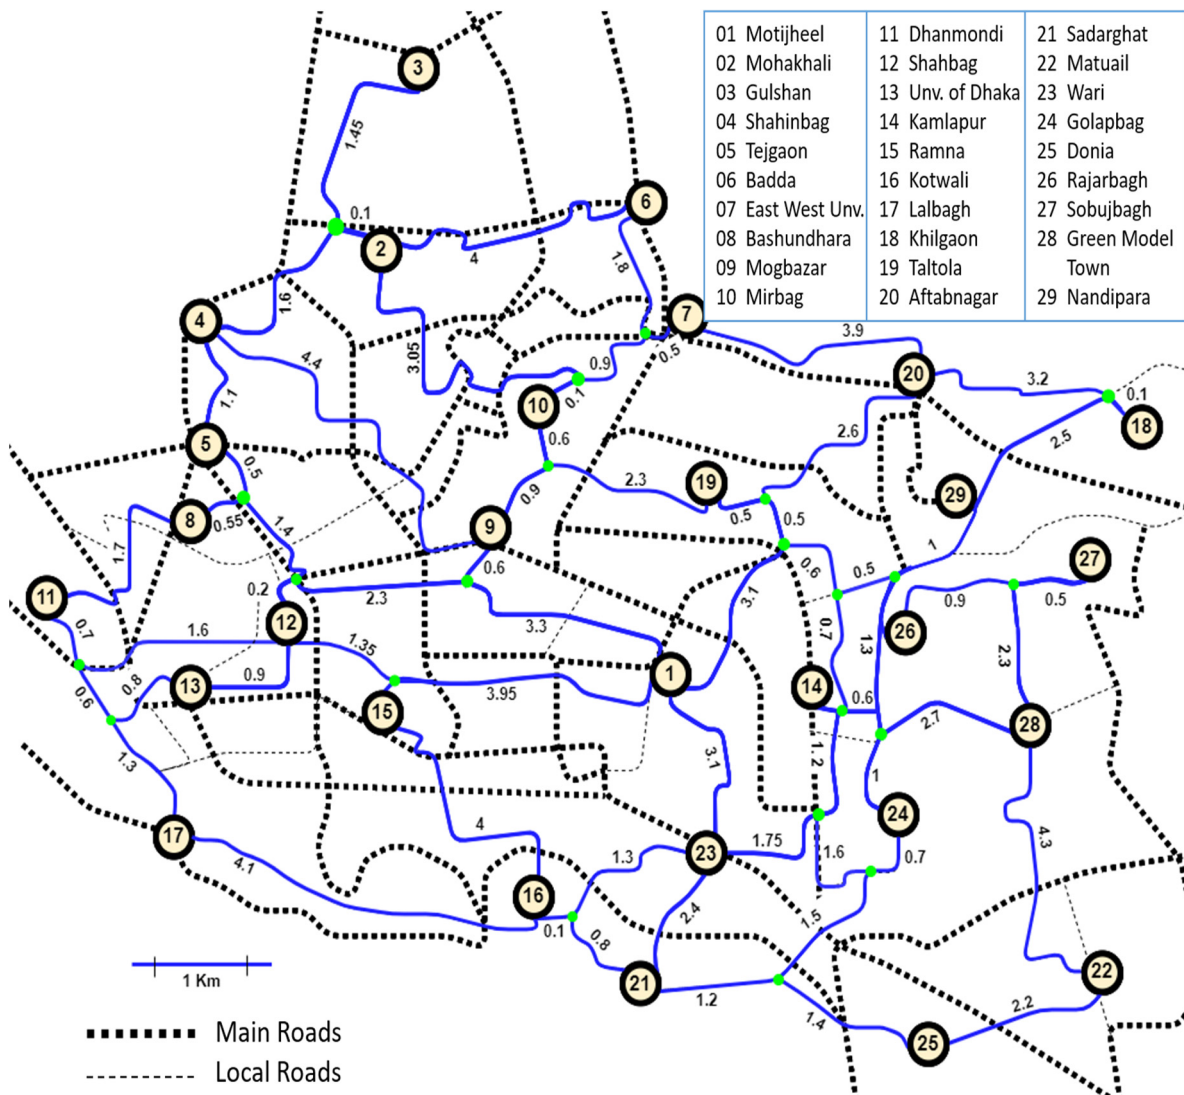 01 Motijheel
02 Mohakhali
03 Gulshan
04 Shahinbag
05 Tejgaon
06 Badda
07 East West Unv.
08 Bashundhara
09 Mogbazar
10 Mirbag
11 Dhanmondi
12 Shahbag
13 Unv. of Dhaka
14 Kamlapur
15 Ramna
16 Kotwali
17 Lalbagh
18 Khilgaon
19 Taltola
20 Aftabnagar
21 Sadarghat
22 Matuail
23 Wari
24 Golapbag
25 Donia
26 Rajarbagh
27 Sobujbagh
28 Green Model
Town
29 Nandipara
3
1.45
6
0.1
2
4
1.8
1.6
4
7
3.9
3.05
0.5
0.9
4.4
20
3.2
0.1
1.1
10
0.1
18
5
0.6
2.6
2.5
0.5
19
2.3
29
8
0.55
0.9
0.5
9
1.4
0.5
1.7
1
27
0.6
0.6
0.5
11
0.2
2.3
3.1
0.9
0.5
12
3.3
0.7
26
0.7
1.6
1.35
1.3
2.3
1
0.8
13
0.9
3.95
14
0.6
0.6
15
2.7
28
3.1
1.2
1.3
1
24
17
4
1.75
4.3
23
1.3
1.6
0.7
4.1
16
2.4
1.5
0.1
0.8
22
21
1.2
2.2
1.4
25
1 Km
Main Roads
Local Roads